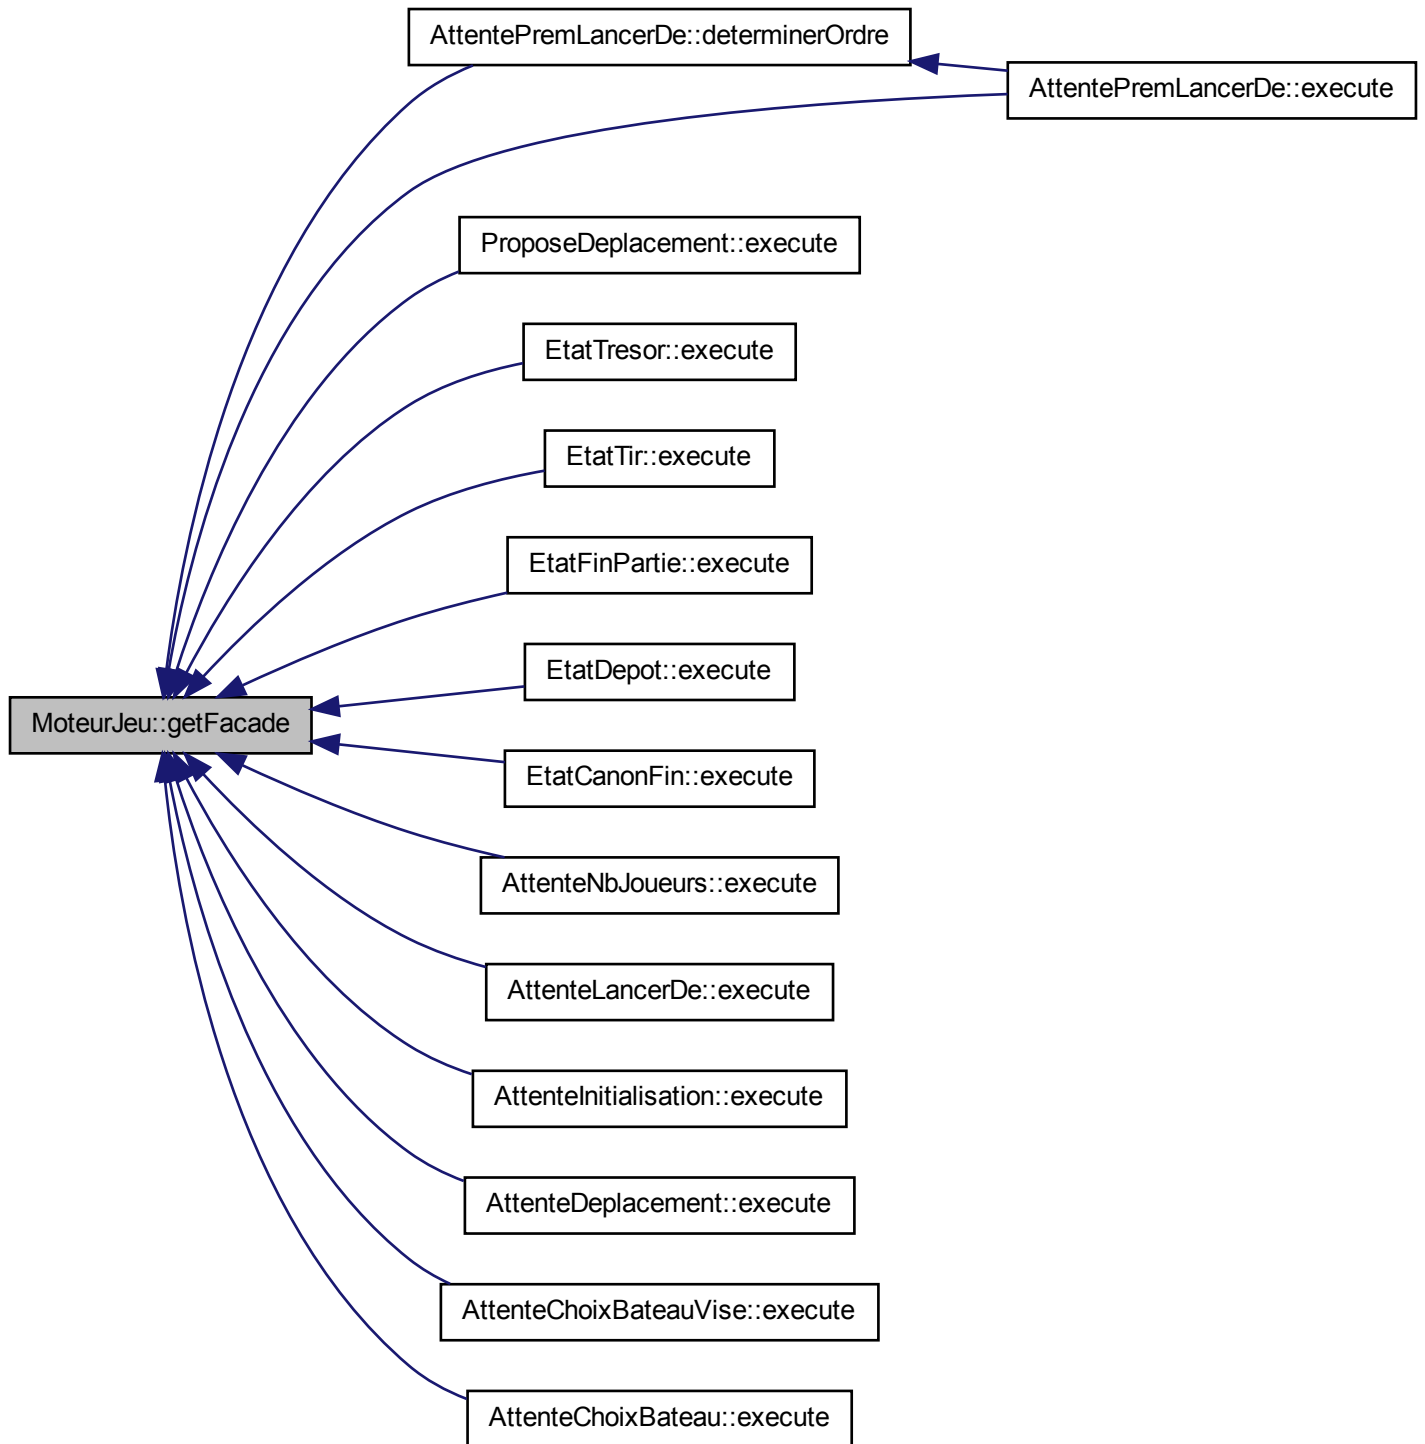 AttentePremLancerDe::determinerOrdre
AttentePremLancerDe::execute
ProposeDeplacement::execute
EtatTresor::execute
EtatTir::execute
EtatFinPartie::execute
EtatDepot::execute
MoteurJeu::getFacade
EtatCanonFin::execute
AttenteNbJoueurs::execute
AttenteLancerDe::execute
AttenteInitialisation::execute
AttenteDeplacement::execute
AttenteChoixBateauVise::execute
AttenteChoixBateau::execute